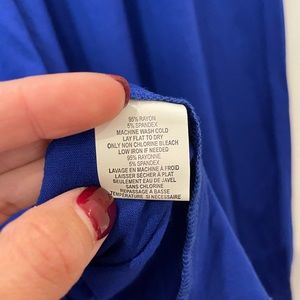 95% RAYON
5% SPANDEX
MACHINE WASH COLD
LAY FLAT TO DRY
ONLY NON CHLORINE BLEACH
LOW IRON IF NEEDED
95% RAYONNE
5% SPANDEX
LAVAGE EN MACHINE À FROID
LAISSER SÉCHER À PLAT
SEULEMENT EAU DE JAVEL
SANS CHLORINE
REPASSAGE A BASSE
TEMPÉRATURE SI NECESSAIRE